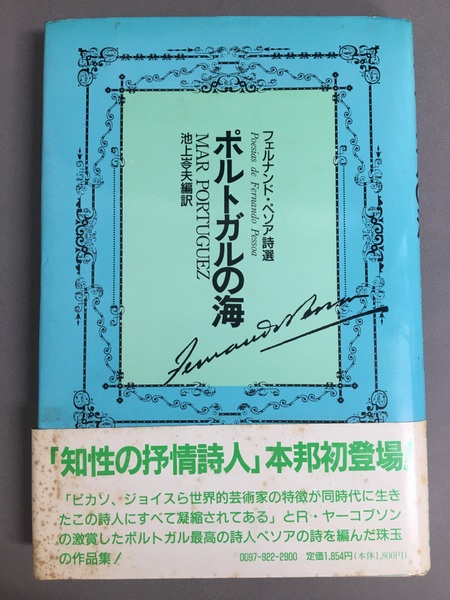 フェルナンド・ペソア詩選
Poesias de Fernando Pessoa
ポルトガルの海
MAR PORTUGUEZ
池上岑夫編訳
Fernando Pessoa
「知性の抒情詩人」本邦初登場!
「ピカソ、ジョイスら世界的芸術家の特徴が同時代に生き
たこの詩人にすべて凝縮されてある」とR・ヤーコブソン
の激賞したポルトガル最高の詩人ペソアの詩を編んだ珠玉
の作品集!
0097-922-2900 定価1,854円(本体1,800円)